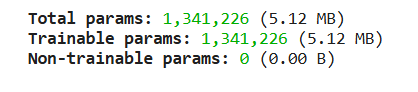 Total params: 1,341,226 (5.12 MB)
Trainable params: 1,341,226 (5.12 MB)
Non-trainable params: 0 (0.00 B)